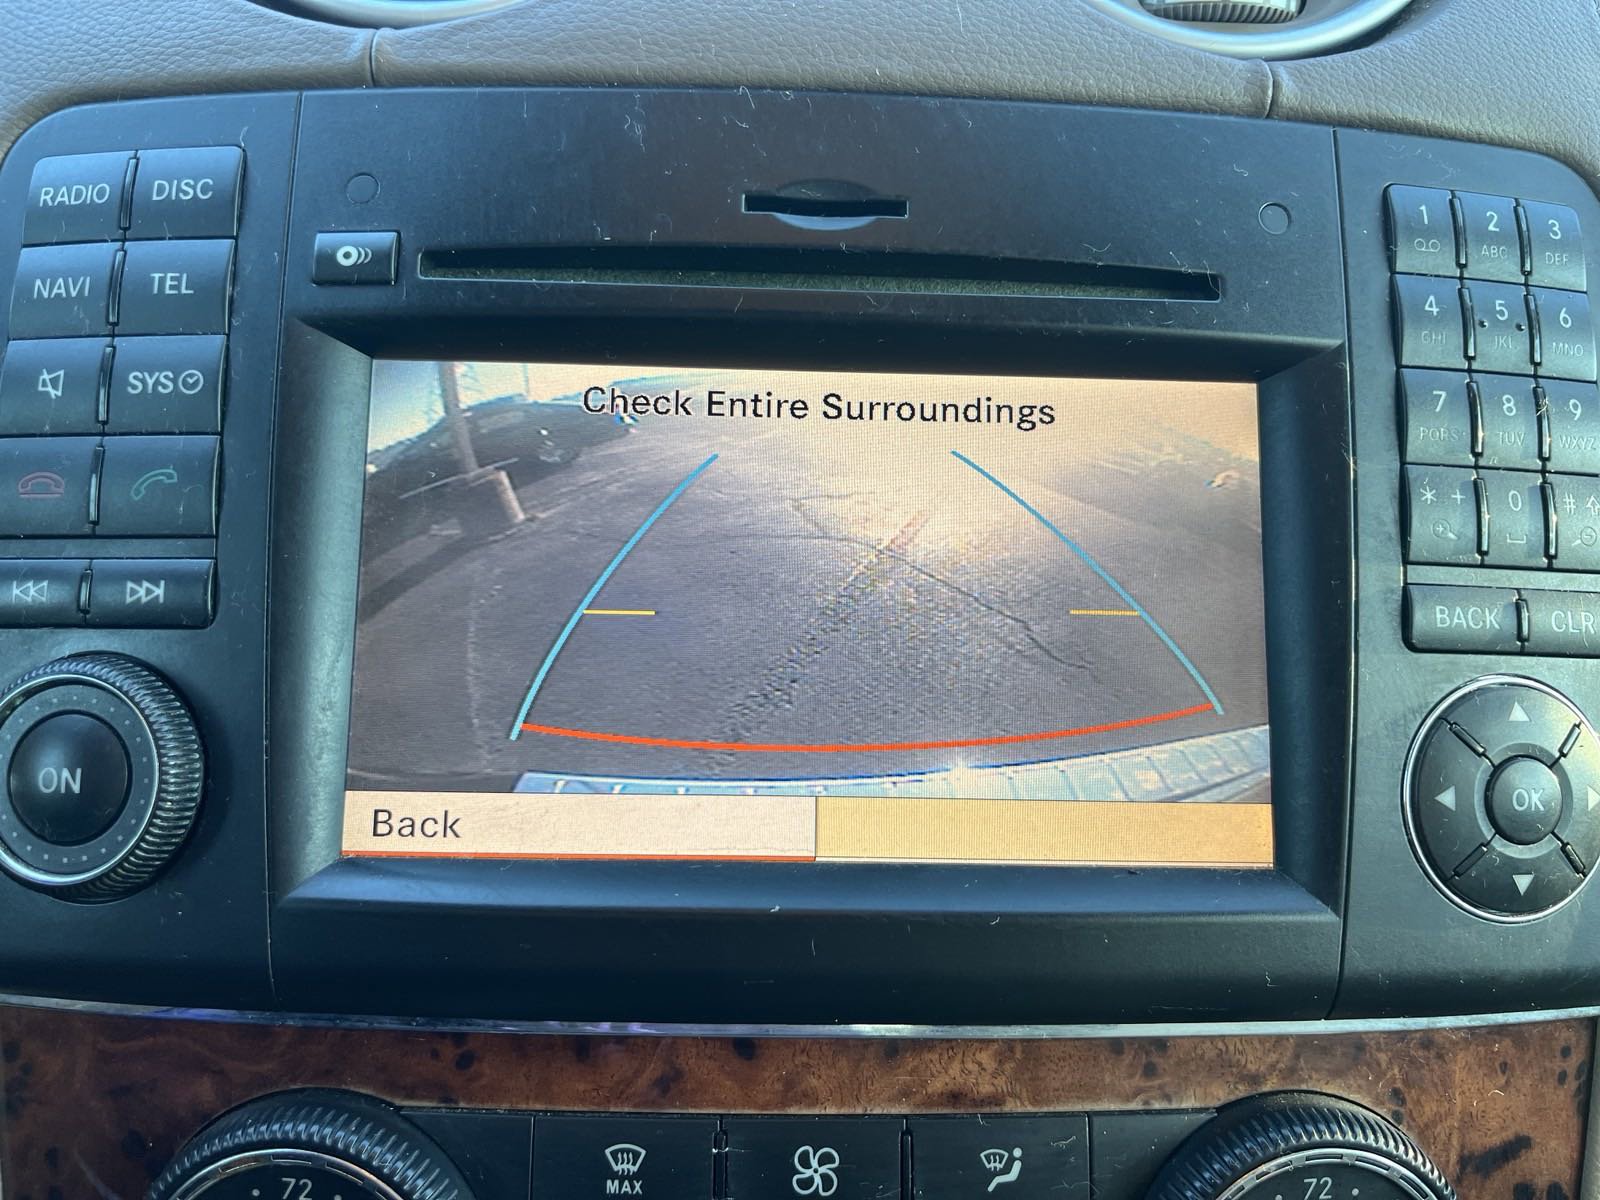 RADIO DISC
NAVI TEL
SYS
ON
Check Entire Surroundings
Back
1 2 ABC 3 DEF
4 GHI 5 JKL 6 MNO
7 PQRS 8 TUV 9 WXYZ
* + 0 #
BACK CLR
OK
72 MAX 72